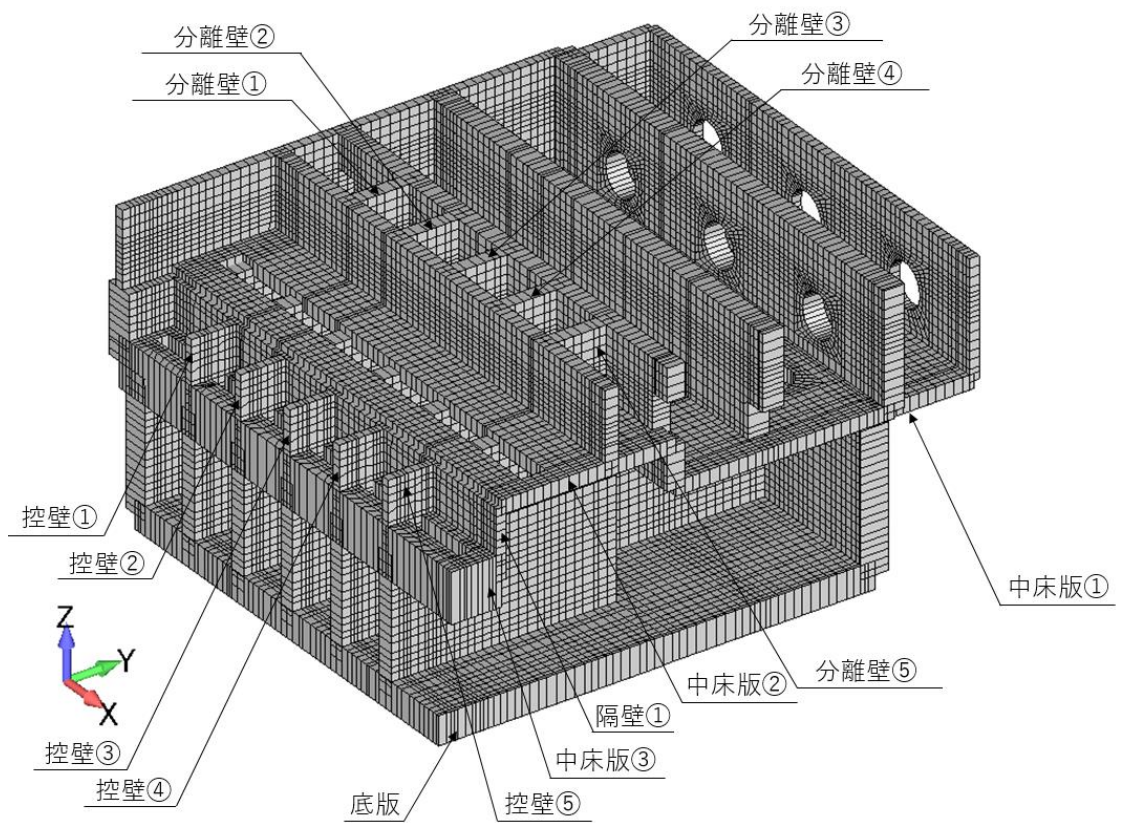 分離壁②
分離壁③
分離壁①
分離壁④
控壁①
控壁②
中床版①
Z
Y
X
分離壁⑤
中床版②
隔壁①
控壁③
中床版③
控壁④
底版
控壁⑤